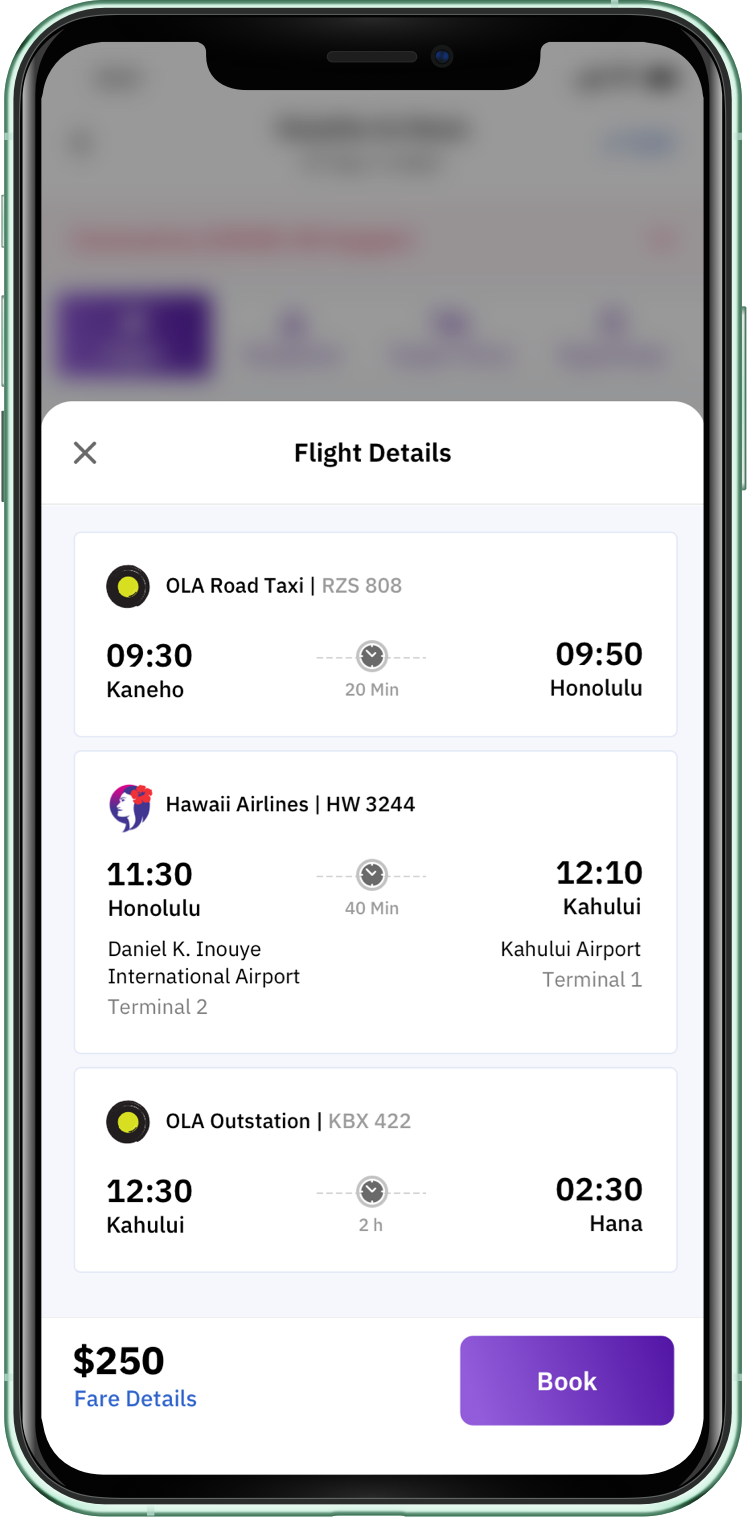 Flight Details
OLA Road Taxi | RZS 808
09:30 09:50
Kaneho 20 Min Honolulu
Hawaii Airlines | HW 3244
11:30 12:10
Honolulu 40 Min Kahului
Daniel K. Inouye Kahului Airport
International Airport Terminal 1
Terminal 2
OLA Outstation | KBX 422
12:30 02:30
Kahului 2 h Hana
$250
Fare Details
Book